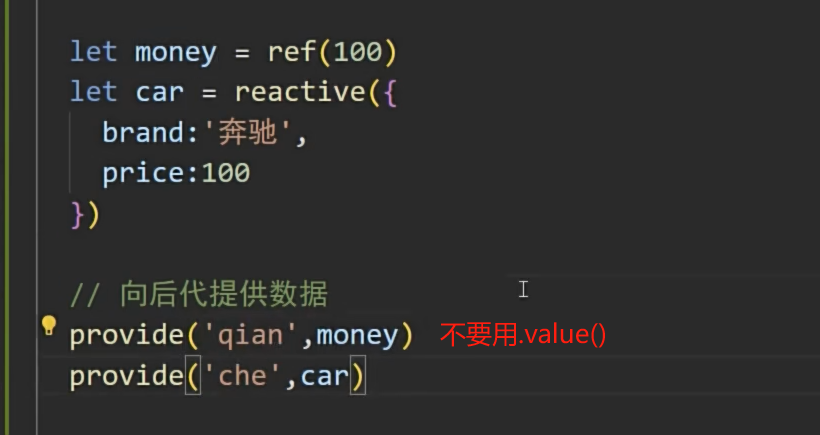 let money = ref(100)
let car = reactive({
brand:'奔驰',
price:100
})
// 向后代提供数据
provide('qian',money) 不要用.value()
provide('che',car)